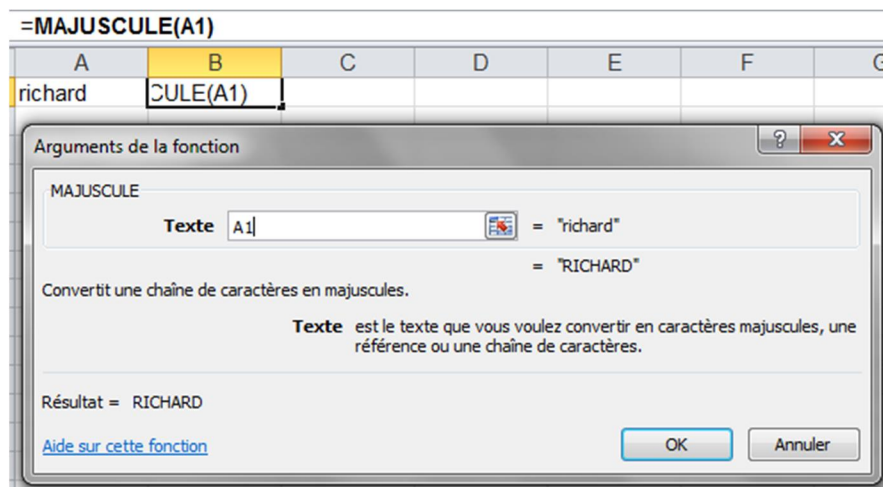 =MAJUSCULE(A1)
A B C D E F G
richard CULE(A1)
Arguments de la fonction
MAJUSCULE
Texte A1 = "richard"
= "RICHARD"
Convertit une chaîne de caractères en majuscules.
Texte est le texte que vous voulez convertir en caractères majuscules, une
référence ou une chaîne de caractères.
Résultat = RICHARD
Aide sur cette fonction OK Annuler